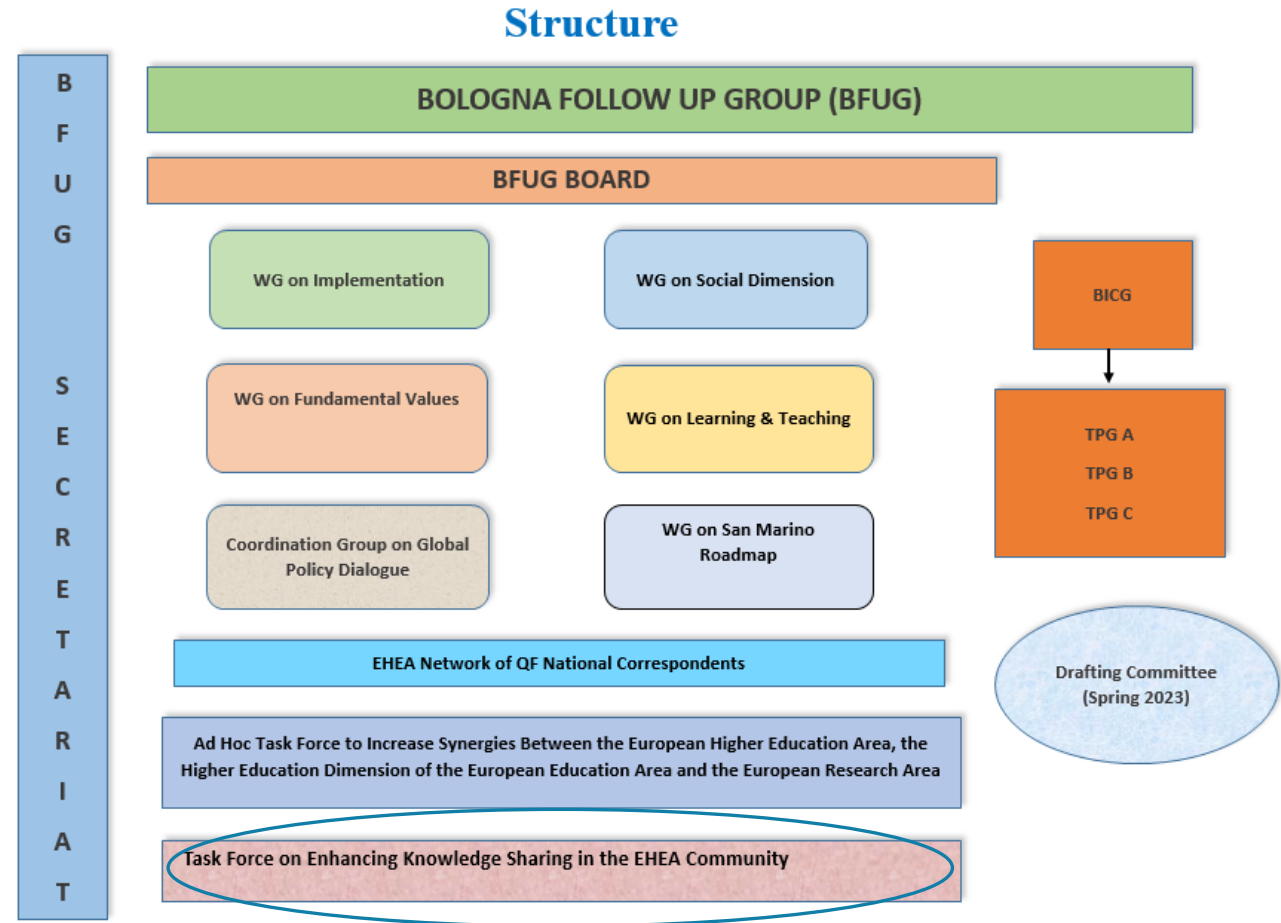 Structure
B
F
U
G
S
E
C
R
E
T
A
R
I
A
T
BOLOGNA FOLLOW UP GROUP (BFUG)
BFUG BOARD
WG on Implementation
WG on Social Dimension
WG on Fundamental Values
WG on Learning & Teaching
Coordination Group on Global
Policy Dialogue
WG on San Marino
Roadmap
BICG
TPG A
TPG B
TPG C
EHEA Network of QF National Correspondents
Drafting Committee
(Spring 2023)
Ad Hoc Task Force to Increase Synergies Between the European Higher Education Area, the
Higher Education Dimension of the European Education Area and the European Research Area
Task Force on Enhancing Knowledge Sharing in the EHEA Community